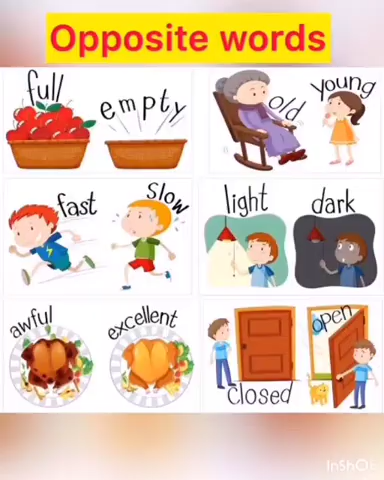 Opposite words
full
empty
old
young
fast
slow
light
dark
awful
excellent
closed
open
InShOt